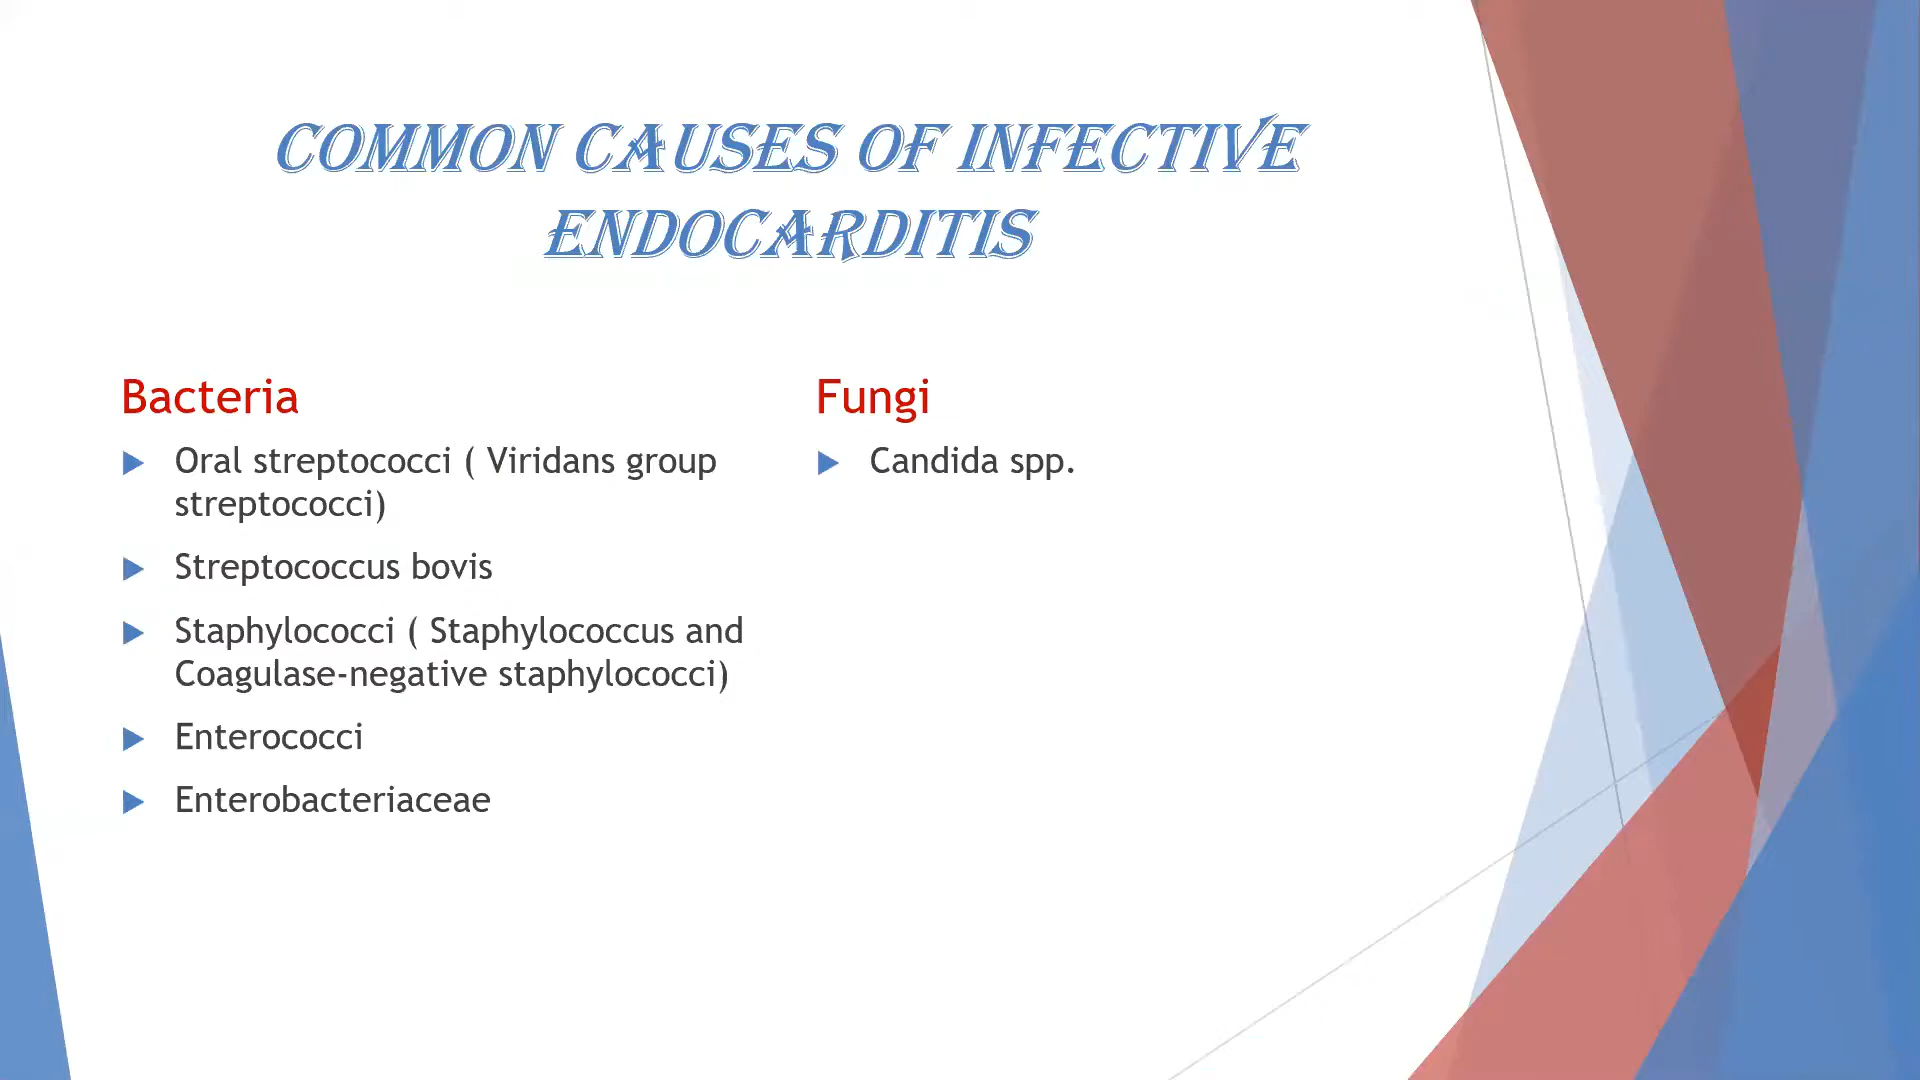 COMMON CAUSES OF INFECTIVE
ENDOCARDITIS
Bacteria
Oral streptococci ( Viridans group
streptococci)
Streptococcus bovis
Staphylococci ( Staphylococcus and
Coagulase-negative staphylococci)
Enterococci
Enterobacteriaceae
Fungi
Candida spp.